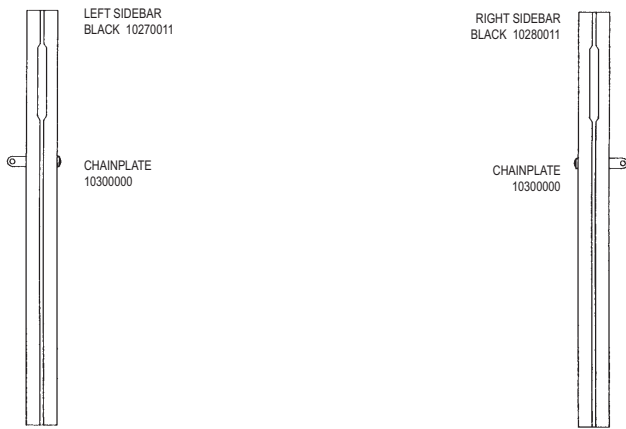 LEFT SIDEBAR
BLACK 10270011
RIGHT SIDEBAR
BLACK 10280011
CHAINPLATE
10300000
CHAINPLATE
10300000